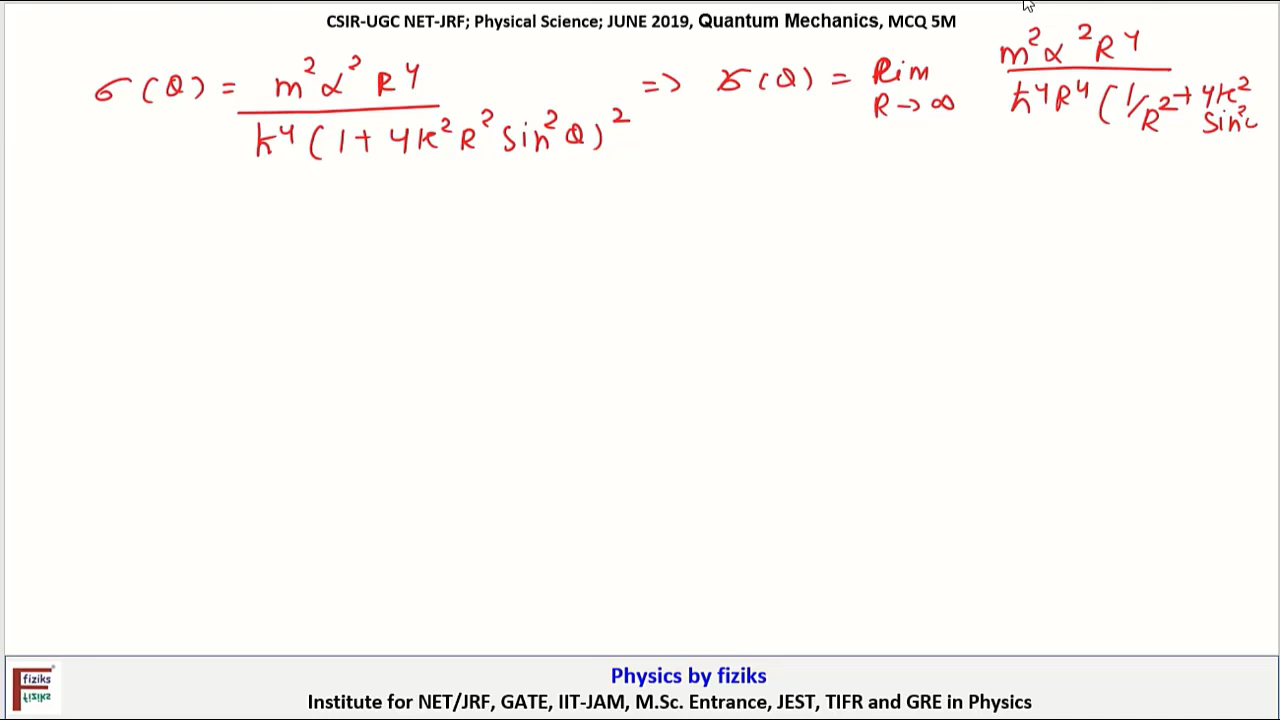 CSIR-UGC NET-JRF; Physical Science; JUNE 2019, Quantum Mechanics, MCQ 5M
σ(θ) = m²α²R⁴ / ħ⁴(1 + 4k²R² sin²θ)² => σ(θ) = lim R→∞ m²α²R⁴ / ħ⁴R⁴(1/R² + 4k² sin²
fiziks
Physics by fiziks
Institute for NET/JRF, GATE, IIT-JAM, M.Sc. Entrance, JEST, TIFR and GRE in Physics